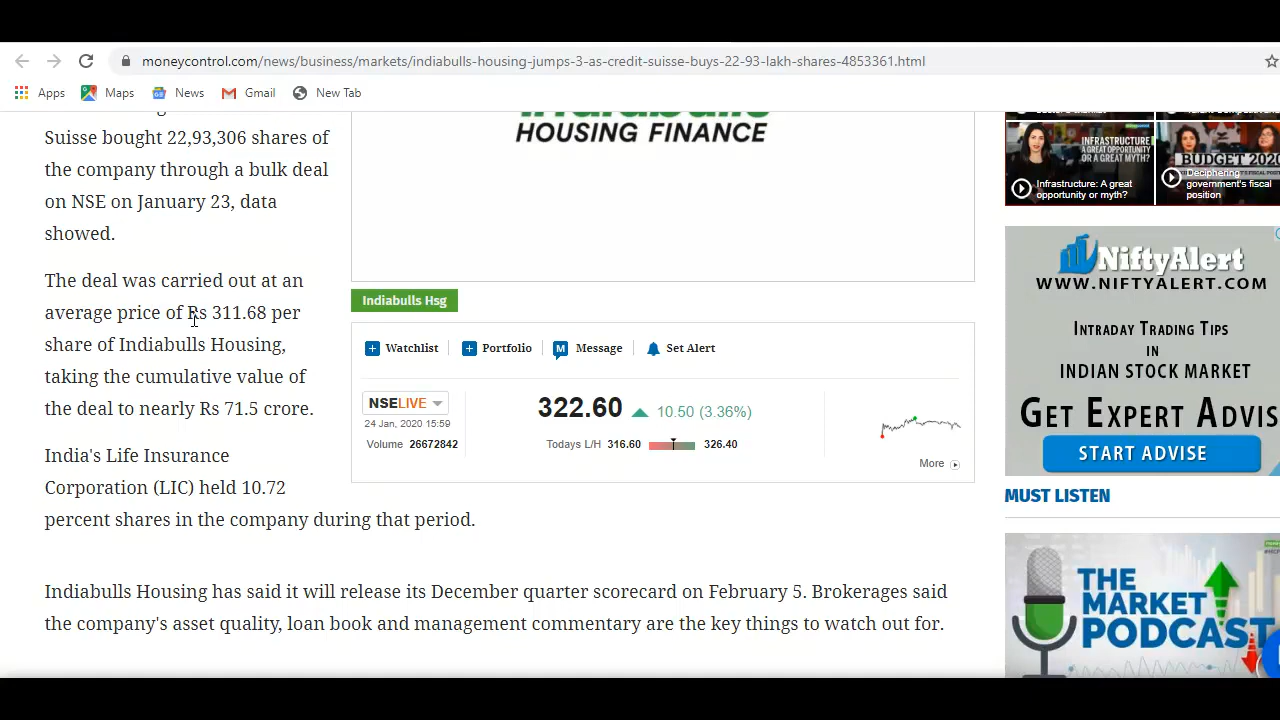 moneycontrol.com/news/business/markets/indiabulls-housing-jumps-3-as-credit-suisse-buys-22-93-lakh-shares-4853361.html
Apps Maps News Gmail New Tab
Suisse bought 22,93,306 shares of
the company through a bulk deal
on NSE on January 23, data
showed.
The deal was carried out at an
average price of Rs 311.68 per
share of Indiabulls Housing,
taking the cumulative value of
the deal to nearly Rs 71.5 crore.
India's Life Insurance
Corporation (LIC) held 10.72
percent shares in the company during that period.
Indiabulls Housing has said it will release its December quarter scorecard on February 5. Brokerages said
the company's asset quality, loan book and management commentary are the key things to watch out for.
HOUSING FINANCE
Indiabulls Hsg
Watchlist Portfolio M Message Set Alert
NSELIVE
24 Jan, 2020 15:59
Volume 26672842
322.60 10.50 (3.36%)
Todays L/H 316.60 326.40
More
INFRASTRUCTURE
A GREAT OPPORTUNITY
OR A GREAT MYTH?
Infrastructure: A great
opportunity or myth?
BUDGET 2020
Deciphering
government's fiscal
position
NiftyAlert
WWW.NIFTYALERT.COM
INTRADAY TRADING TIPS
IN
INDIAN STOCK MARKET
GET EXPERT ADVIS
START ADVISE
MUST LISTEN
THE
MARKET
PODCAST